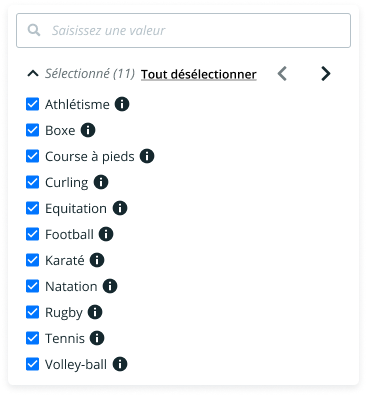 Saisissez une valeur
Sélectionné (11) Tout désélectionner
Athlétisme
Boxe
Course à pieds
Curling
Equitation
Football
Karaté
Natation
Rugby
Tennis
Volley-ball